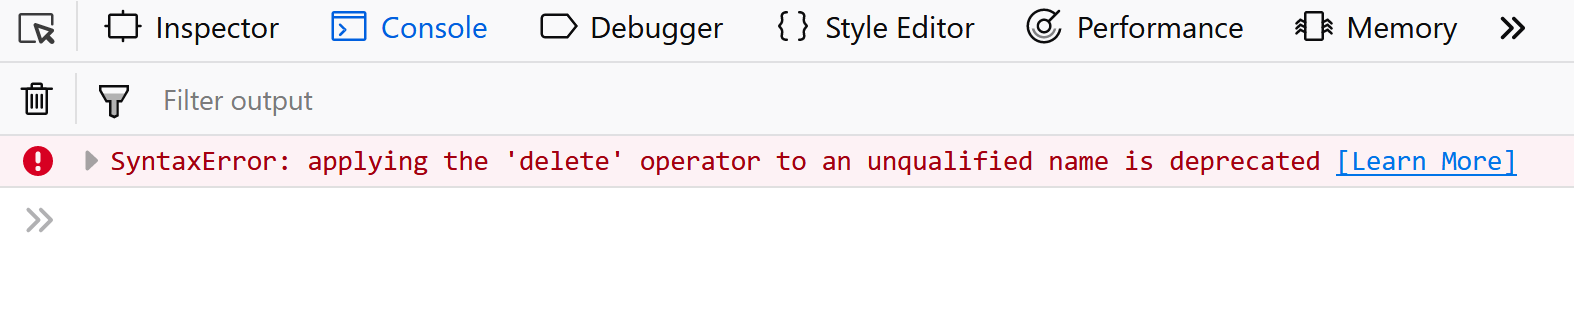 Inspector Console Debugger { } Style Editor Performance Memory
Filter output
SyntaxError: applying the 'delete' operator to an unqualified name is deprecated [Learn More]